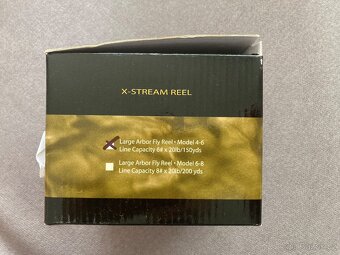 X-STREAM REEL
Large Arbor Fly Reel • Model 4-6
Line Capacity 6# x 20lb/150yds
Large Arbor Fly Reel • Model 6-8
Line Capacity 8# x 20lb/200 yds